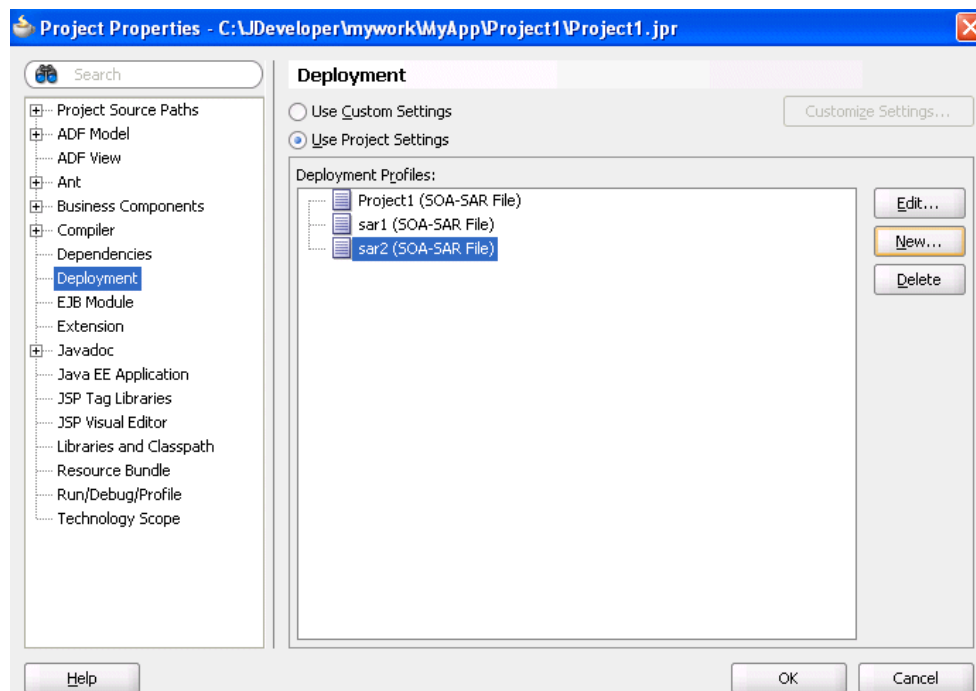 Project Properties - C:\JDeveloper\mywork\MyApp\Project1\Project1.jpr
Search
Project Source Paths
ADF Model
ADF View
Ant
Business Components
Compiler
Dependencies
Deployment
EJB Module
Extension
Javadoc
Java EE Application
JSP Tag Libraries
JSP Visual Editor
Libraries and Classpath
Resource Bundle
Run/Debug/Profile
Technology Scope
Deployment
Use Custom Settings
Customize Settings...
Use Project Settings
Deployment Profiles:
Project1 (SOA-SAR File)
sar1 (SOA-SAR File)
sar2 (SOA-SAR File)
Edit...
New...
Delete
Help
OK
Cancel